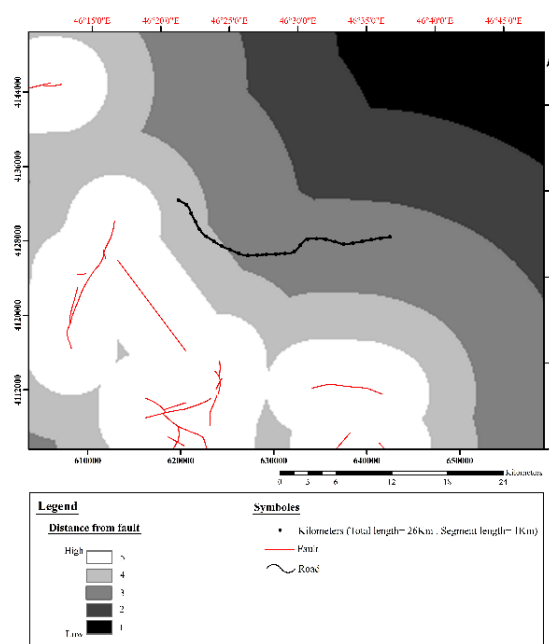 46°15'0"E 46°20'0"E 46°25'0"E 46°30'0"E 46°35'0"E 46°40'0"E 46°45'0"E
4144000
4136000
4128000
4120000
4112000
610000 620000 630000 640000 650000
Kilometers
0 1.5 3 6 12 18 24
Legend
Distance from fault
High
5
4
3
2
1
Low
Symboles
Kilometers (Total length= 26Km , Segment length= 1Km)
Fault
Road